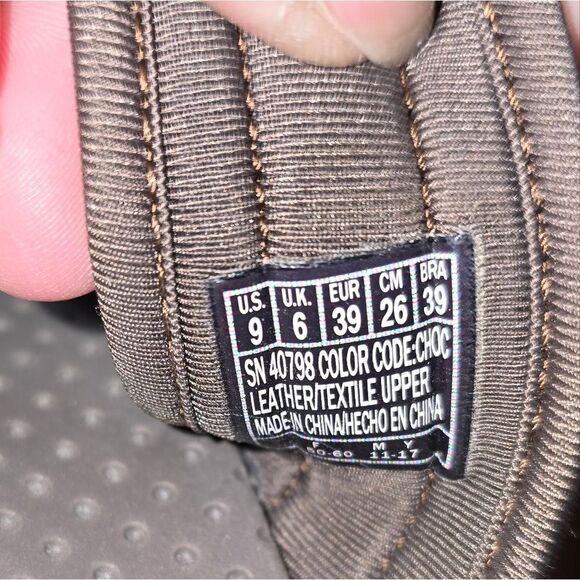 U.S. U.K. EUR CM BRA
9 6 39 26 39
SN 40798 COLOR CODE:CHOC
LEATHER/TEXTILE UPPER
MADE IN CHINA/HECHO EN CHINA
F M Y
11-17